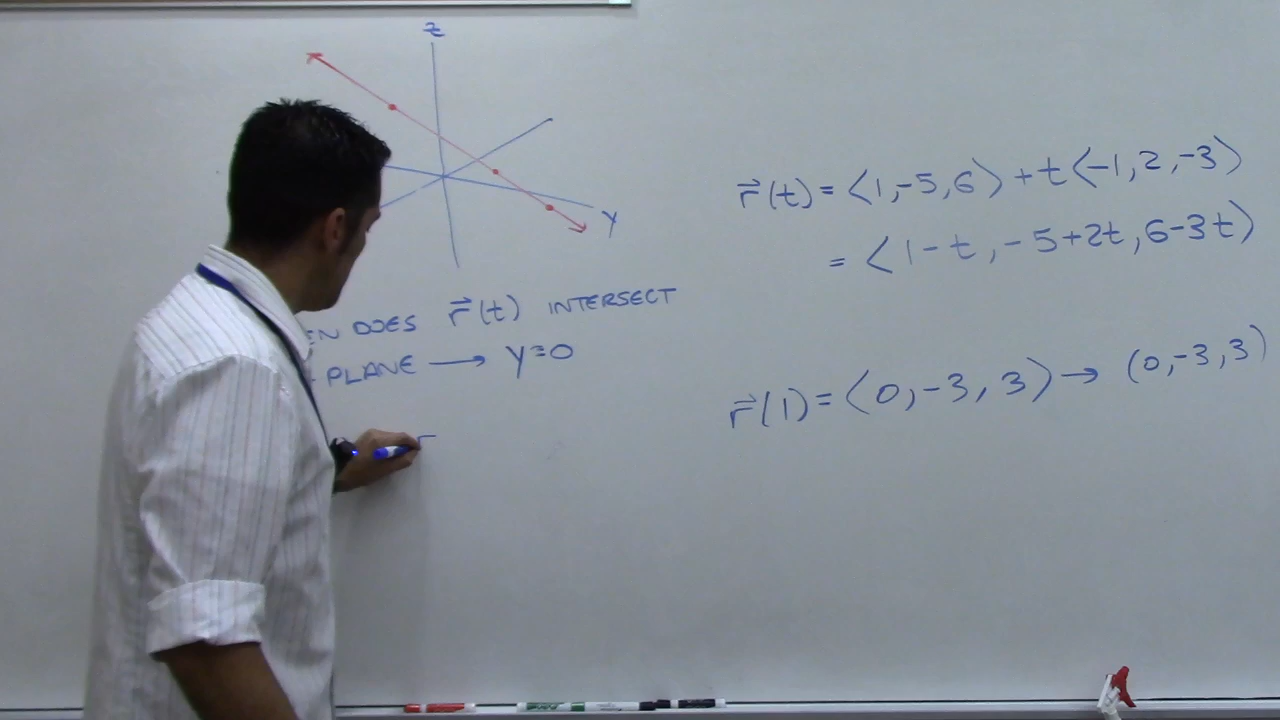 z
y
r⃗(t) = ⟨1,-5,6⟩ + t⟨-1,2,-3⟩
= ⟨1-t, -5+2t, 6-3t⟩
DOES r⃗(t) INTERSECT
PLANE → y=0
r⃗(1) = ⟨0,-3,3⟩ → (0,-3,3)